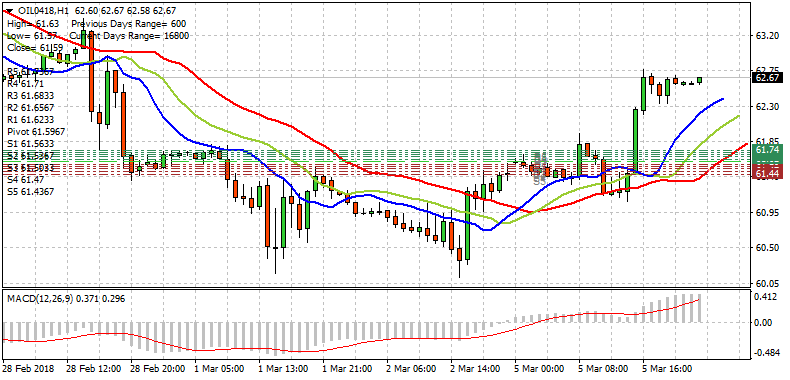 OIL0418,H1 62.60 62.67 62.58 62.67
High= 61.63 Previous Days Range= 600
Low= 61.57 Current Days Range= 16800
Close= 61.59
R4 61.71
R3 61.6833
R2 61.6567
R1 61.6233
Pivot 61.5967
S1 61.5633
S2 61.5367
S3 61.5033
S4 61.47
S5 61.4367
63.20
62.75
62.67
62.30
61.85
61.74
61.44
60.95
60.50
60.05
MACD(12,26,9) 0.371 0.296
0.412
0.00
-0.484
28 Feb 2018
28 Feb 12:00
28 Feb 20:00
1 Mar 05:00
1 Mar 13:00
1 Mar 21:00
2 Mar 06:00
2 Mar 14:00
5 Mar 00:00
5 Mar 08:00
5 Mar 16:00